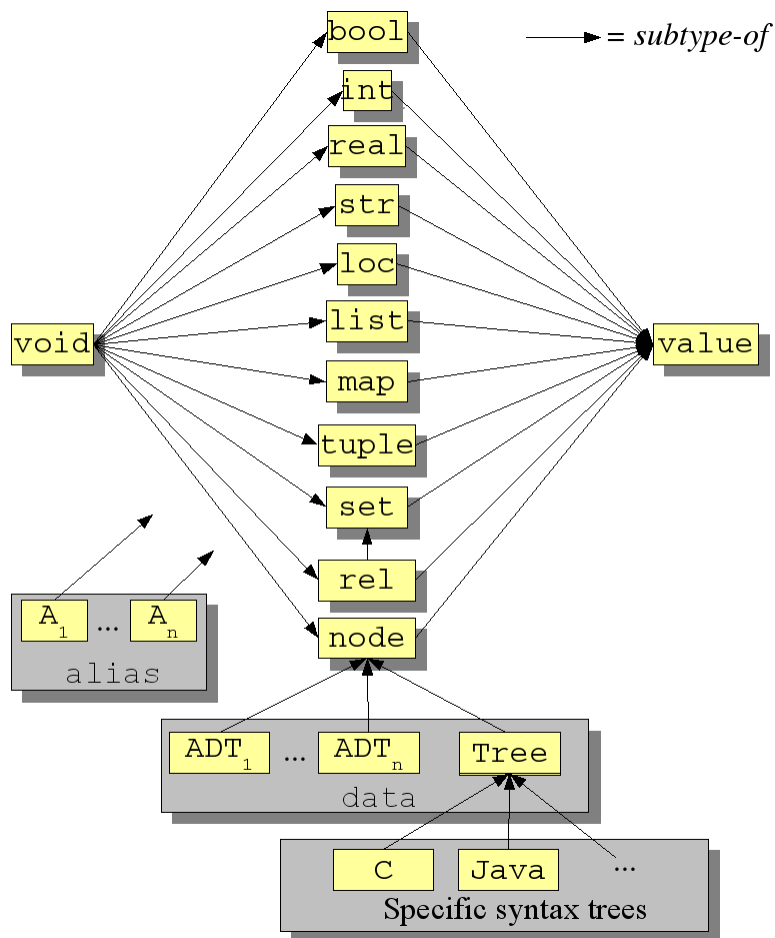 bool
= subtype-of
int
real
str
loc
list
void
value
map
tuple
set
rel
A1 ... An
node
alias
ADT1 ... ADTn Tree
data
C Java ...
Specific syntax trees